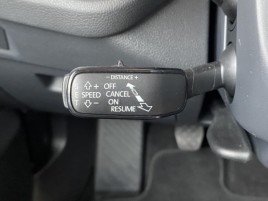 - DISTANCE +
+ OFF
SPEED CANCEL
- ON
RESUME